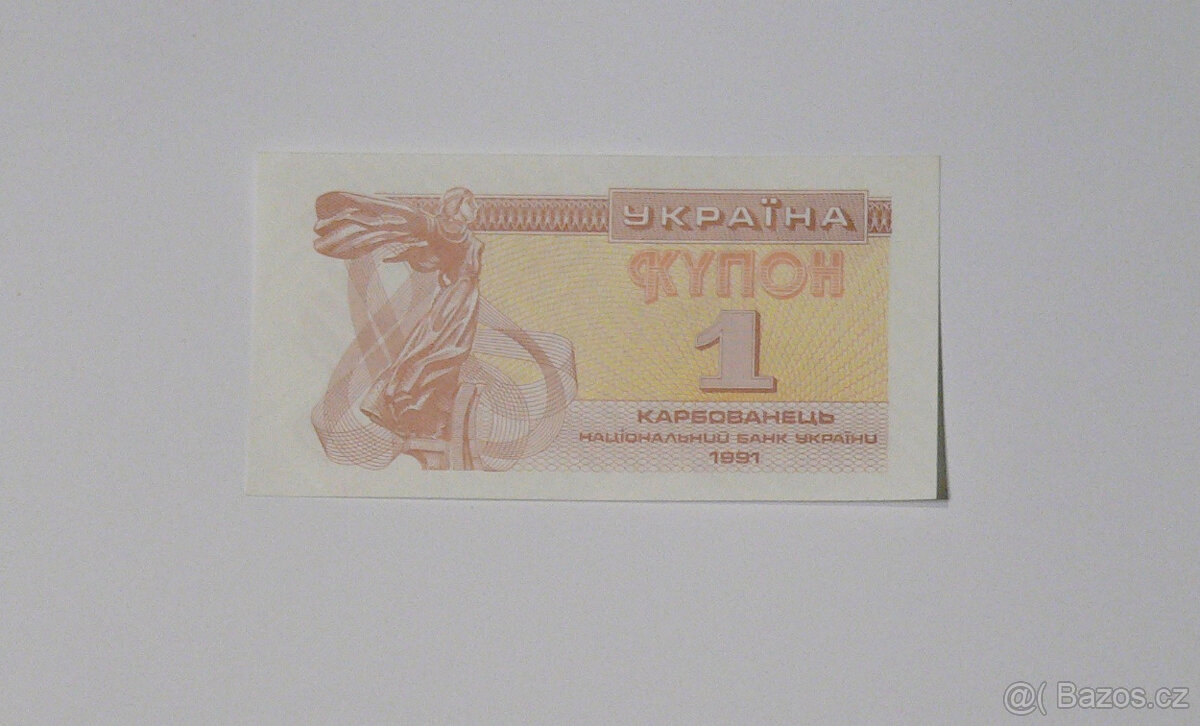 УКРАЇНА
КУПОН
1
КАРБОВАНЕЦЬ
НАЦІОНАЛЬНИЙ БАНК УКРАЇНИ
1991
@( Bazos.cz